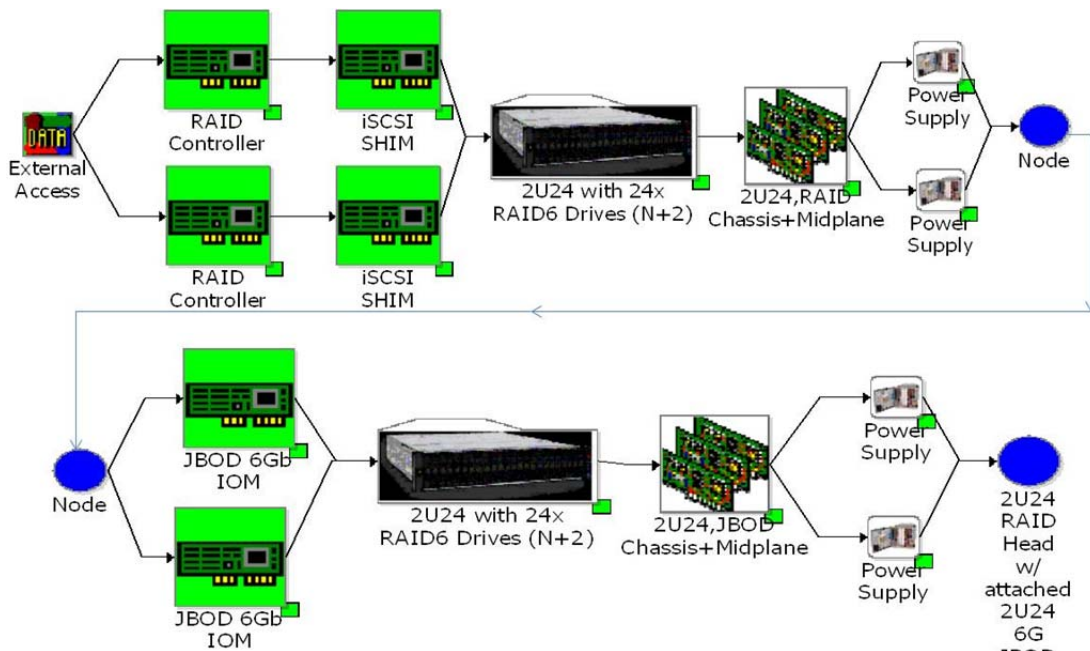 DATA
External
Access
RAID
Controller
iSCSI
SHIM
RAID
Controller
iSCSI
SHIM
2U24 with 24x
RAID6 Drives (N+2)
2U24,RAID
Chassis+Midplane
Power
Supply
Power
Supply
Node
Node
JBOD 6Gb
IOM
JBOD 6Gb
IOM
2U24 with 24x
RAID6 Drives (N+2)
2U24,JBOD
Chassis+Midplane
Power
Supply
Power
Supply
2U24
RAID
Head
w/
attached
2U24
6G
JBOD